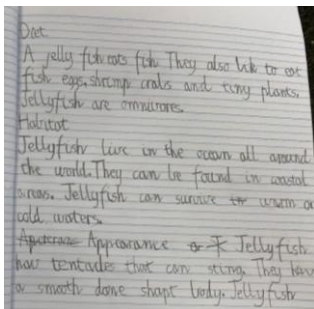 Diet
A jelly fish eats fish They also like to eat
fish eggs, shrimp crabs and tiny plants.
Jellyfish are omnivores.
Habitat
Jellyfish live in the ocean all around
the world. They can be found in coastal
areas. Jellyfish can survive in warm or
cold waters.
Appearance Jellyfish
have tentacles that can sting. They have
a smooth dome shape body. Jellyfish